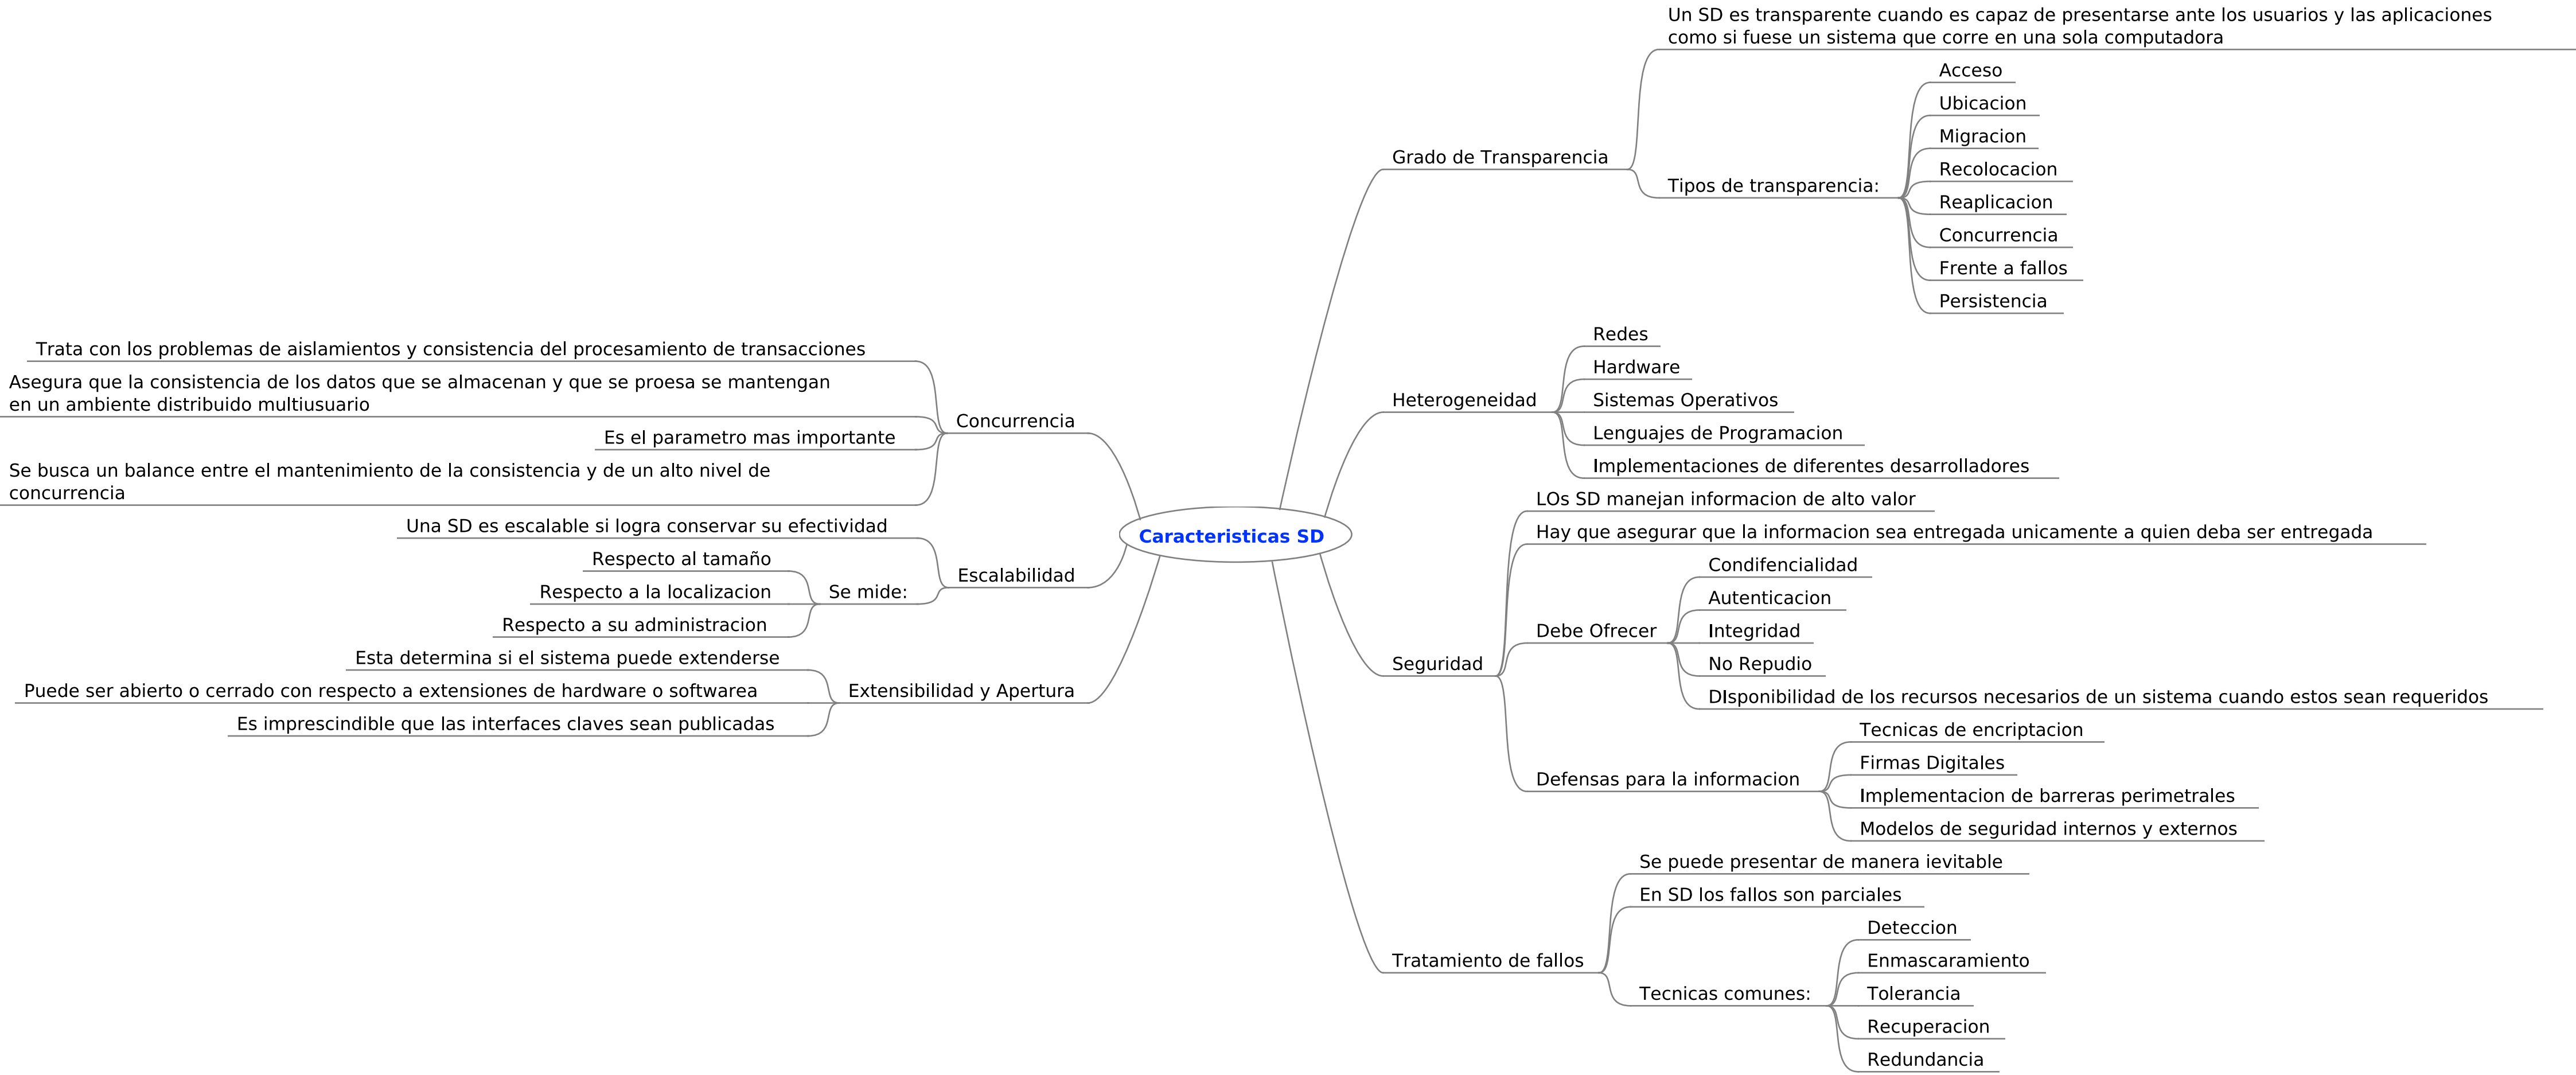 Caracteristicas SD
Grado de Transparencia
Un SD es transparente cuando es capaz de presentarse ante los usuarios y las aplicaciones
como si fuese un sistema que corre en una sola computadora
Tipos de transparencia:
Acceso
Ubicacion
Migracion
Recolocacion
Reaplicacion
Concurrencia
Frente a fallos
Persistencia
Heterogeneidad
Redes
Hardware
Sistemas Operativos
Lenguajes de Programacion
Implementaciones de diferentes desarrolladores
Seguridad
LOs SD manejan informacion de alto valor
Hay que asegurar que la informacion sea entregada unicamente a quien deba ser entregada
Debe Ofrecer
Condifencialidad
Autenticacion
Integridad
No Repudio
DIsponibilidad de los recursos necesarios de un sistema cuando estos sean requeridos
Defensas para la informacion
Tecnicas de encriptacion
Firmas Digitales
Implementacion de barreras perimetrales
Modelos de seguridad internos y externos
Tratamiento de fallos
Se puede presentar de manera ievitable
En SD los fallos son parciales
Tecnicas comunes:
Deteccion
Enmascaramiento
Tolerancia
Recuperacion
Redundancia
Concurrencia
Trata con los problemas de aislamientos y consistencia del procesamiento de transacciones
Asegura que la consistencia de los datos que se almacenan y que se proesa se mantengan
en un ambiente distribuido multiusuario
Es el parametro mas importante
Se busca un balance entre el mantenimiento de la consistencia y de un alto nivel de
concurrencia
Escalabilidad
Una SD es escalable si logra conservar su efectividad
Se mide:
Respecto al tamaño
Respecto a la localizacion
Respecto a su administracion
Extensibilidad y Apertura
Esta determina si el sistema puede extenderse
Puede ser abierto o cerrado con respecto a extensiones de hardware o softwarea
Es imprescindible que las interfaces claves sean publicadas